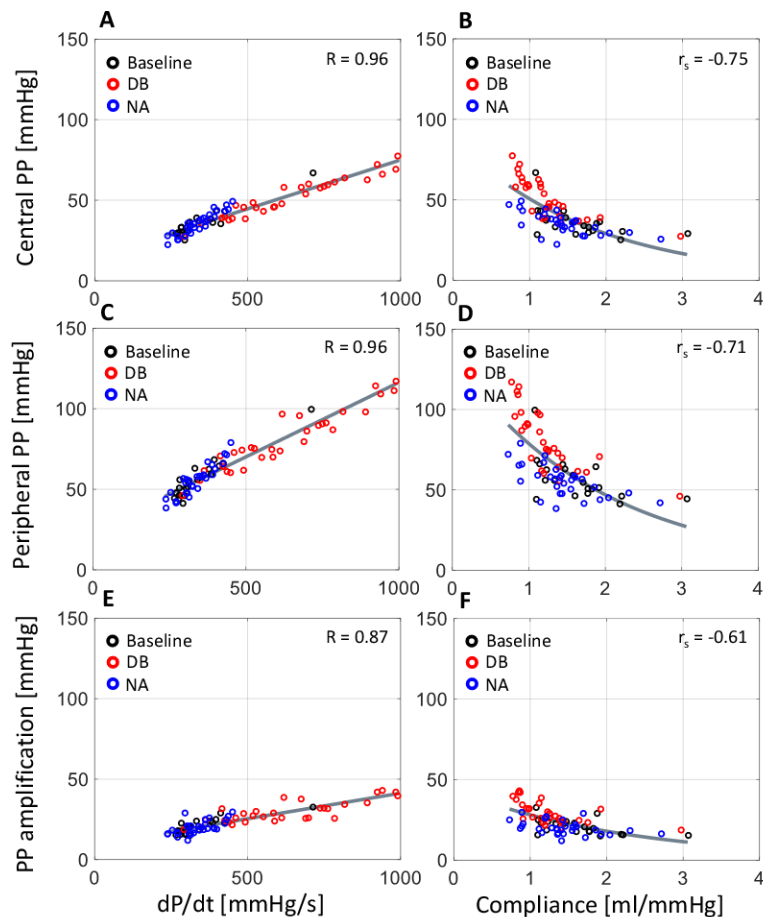 A
B
150
100
50
0
Central PP [mmHg]
Baseline
DB
NA
R = 0.96
0
500
1000
150
100
50
0
Baseline
DB
NA
rs = -0.75
0
1
2
3
4
C
D
150
100
50
0
Peripheral PP [mmHg]
Baseline
DB
NA
R = 0.96
0
500
1000
150
100
50
0
Baseline
DB
NA
rs = -0.71
0
1
2
3
4
E
F
150
100
50
0
PP amplification [mmHg]
Baseline
DB
NA
R = 0.87
0
500
1000
dP/dt [mmHg/s]
150
100
50
0
Baseline
DB
NA
rs = -0.61
0
1
2
3
4
Compliance [ml/mmHg]